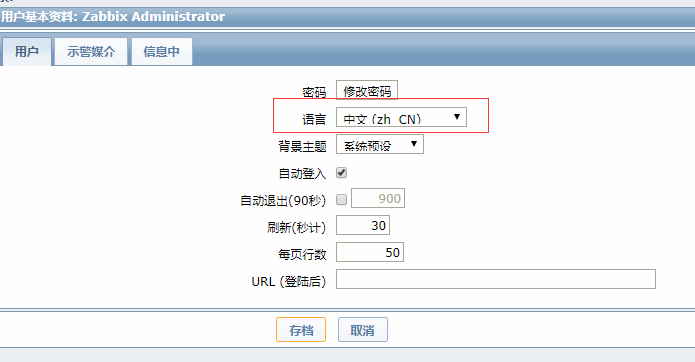 用户基本资料: Zabbix Administrator
用户 示警媒介 信息中
密码 修改密码
语言 中文 (zh_CN)
背景主题 系统预设
自动登入
自动退出(90秒) 900
刷新(秒计) 30
每页行数 50
URL (登陆后)
存档 取消